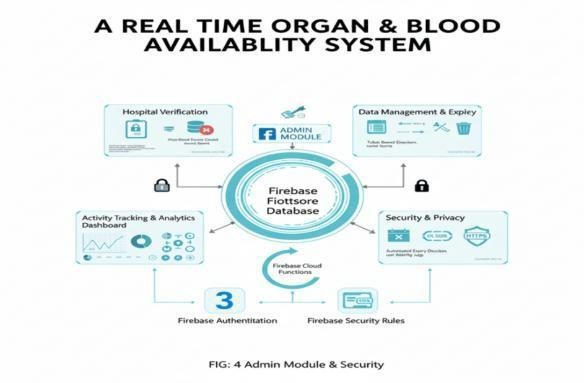 A REAL TIME ORGAN & BLOOD
AVAILABLITY SYSTEM
Hospital Verification
ADMIN
MODULE
Data Management & Expiey
Firebase
Fiottsore
Database
Activity Tracking & Analytics
Dashboard
Security & Privacy
HTTPS
Firebase Cloud
Functions
3
Firebase Authentitation
Firebase Security Rules
FIG: 4 Admin Module & Security